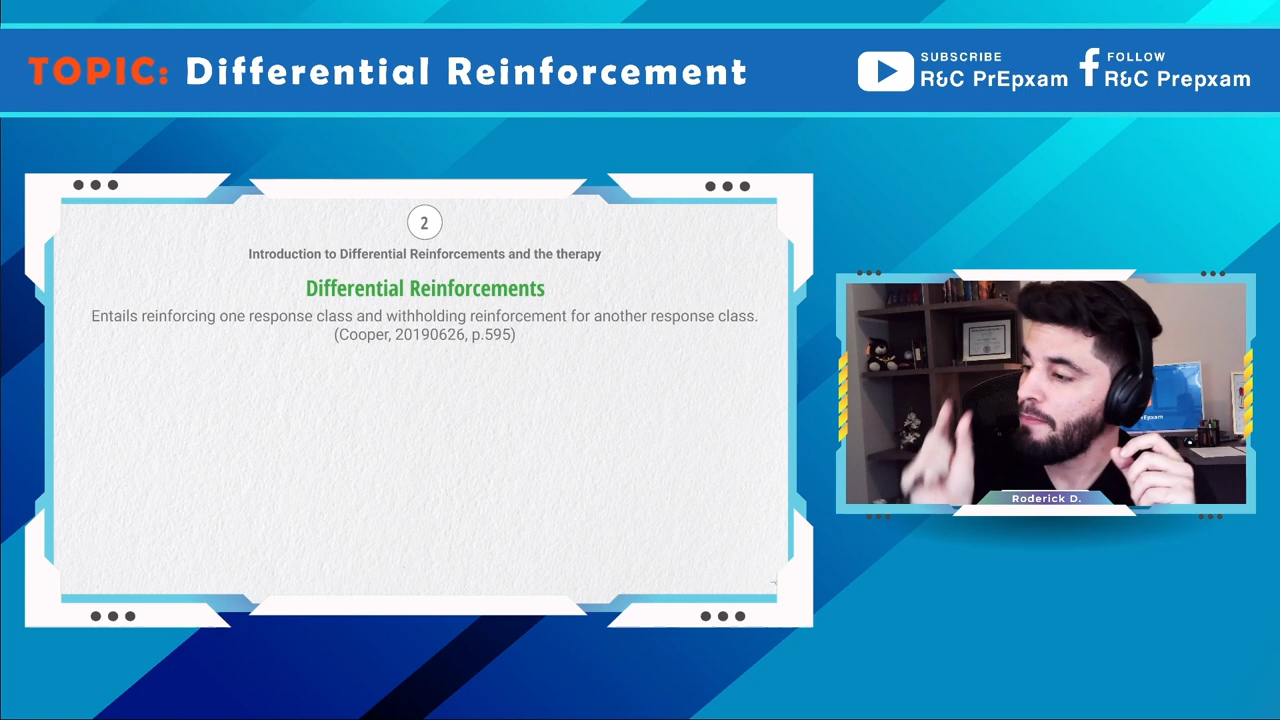 TOPIC: Differential Reinforcement
SUBSCRIBE
R&C PrEpxam
FOLLOW
R&C Prepxam
2
Introduction to Differential Reinforcements and the therapy
Differential Reinforcements
Entails reinforcing one response class and withholding reinforcement for another response class.
(Cooper, 20190626, p.595)
Roderick D.